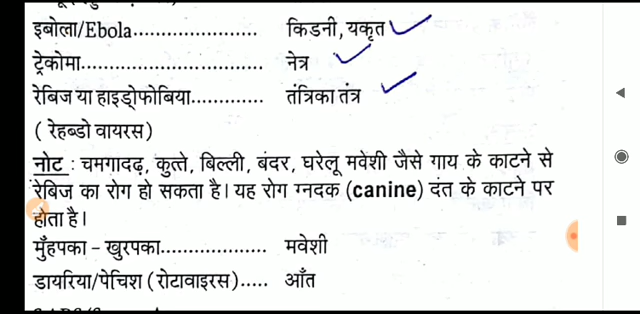 इबोला/Ebola....................... किडनी, यकृत
ट्रेकोमा................................. नेत्र
रेबिज या हाइड्रोफोबिया............. तंत्रिका तंत्र
( रेहब्डो वायरस)
नोट : चमगादढ़, कुत्ते, बिल्ली, बंदर, घरेलू मवेशी जैसे गाय के काटने से
रेबिज का रोग हो सकता है। यह रोग ग्नदक (canine) दंत के काटने पर
होता है।
मुँहपका - खुरपका................... मवेशी
डायरिया/पेचिश ( रोटावाइरस)..... आँत